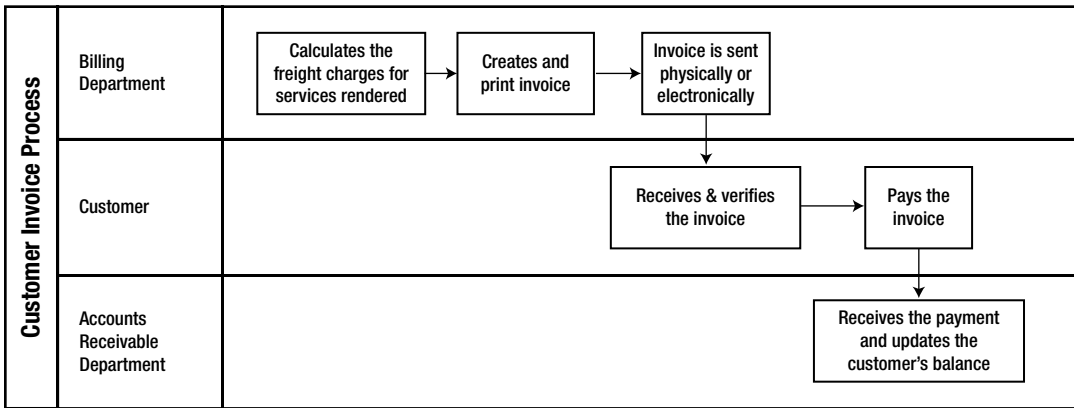 Customer Invoice Process
Billing
Department
Calculates the
freight charges for
services rendered
Creates and
print invoice
Invoice is sent
physically or
electronically
Customer
Receives & verifies
the invoice
Pays the
invoice
Accounts
Receivable
Department
Receives the payment
and updates the
customer’s balance